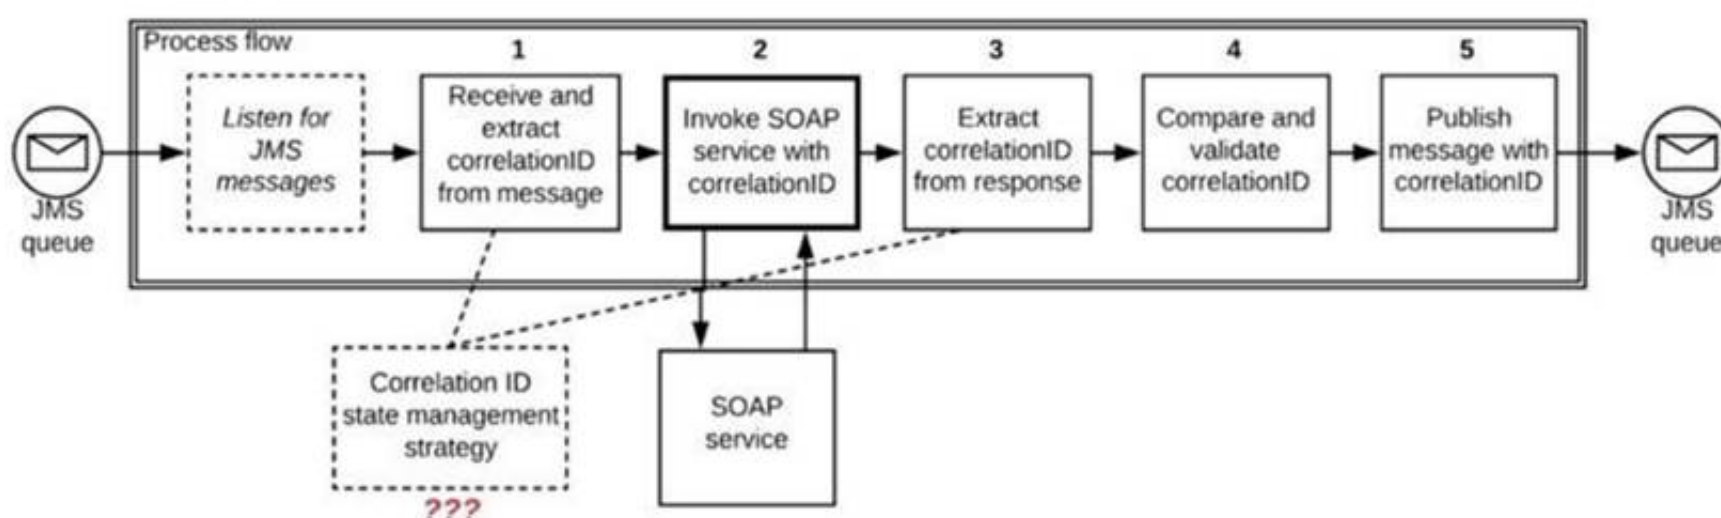 Process flow
1
2
3
4
5
JMS
queue
Listen for
JMS
messages
Receive and
extract
correlationID
from message
Invoke SOAP
service with
correlationID
Extract
correlationID
from response
Compare and
validate
correlationID
Publish
message with
correlationID
JMS
queue
Correlation ID
state management
strategy
???
SOAP
service